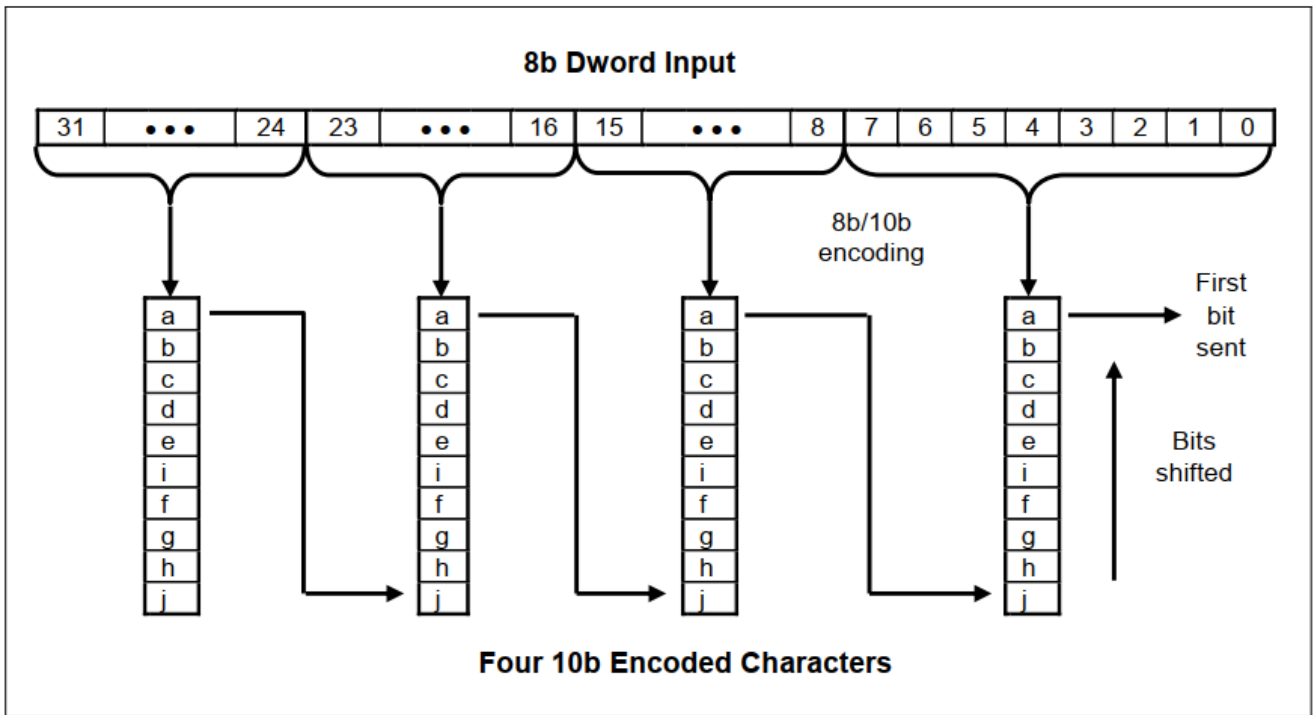 8b Dword Input
31 ••• 24 23 ••• 16 15 ••• 8 7 6 5 4 3 2 1 0
8b/10b
encoding
a a a a
b b b b
c c c c
d d d d
e e e e
i i i i
f f f f
g g g g
h h h h
j j j j
First
bit
sent
Bits
shifted
Four 10b Encoded Characters